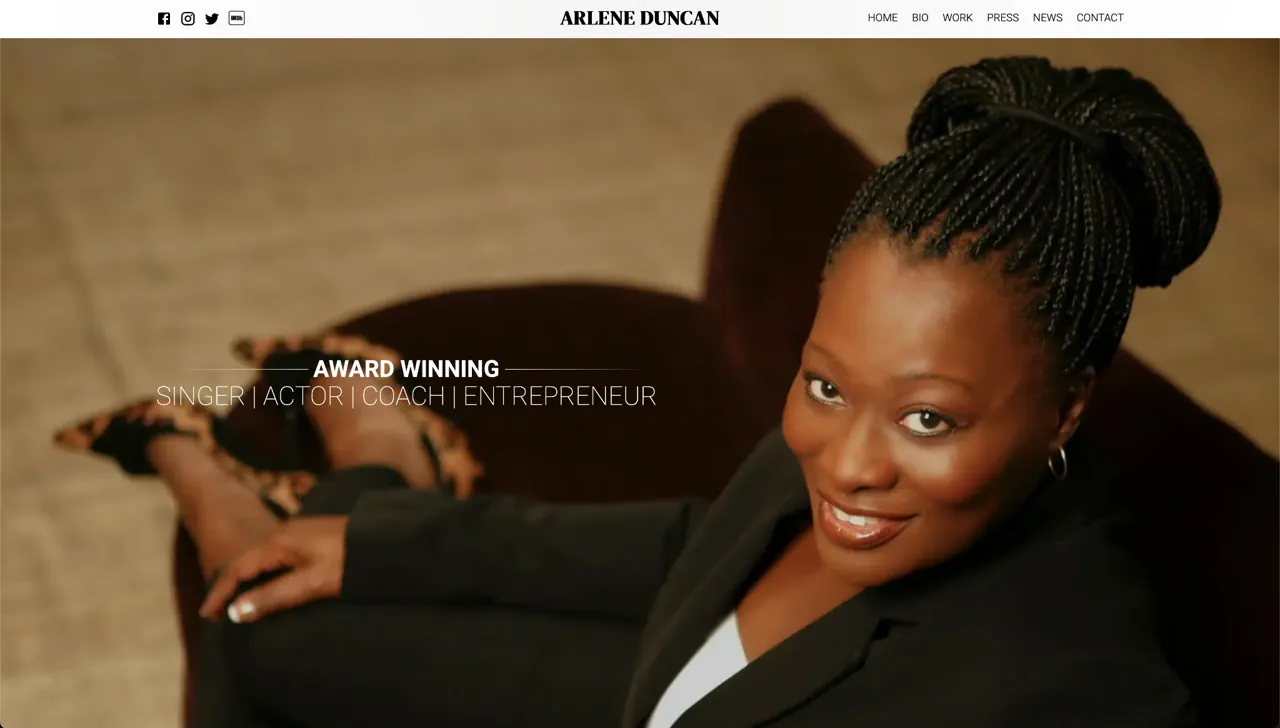 ARLENE DUNCAN
HOME BIO WORK PRESS NEWS CONTACT
AWARD WINNING
SINGER | ACTOR | COACH | ENTREPRENEUR